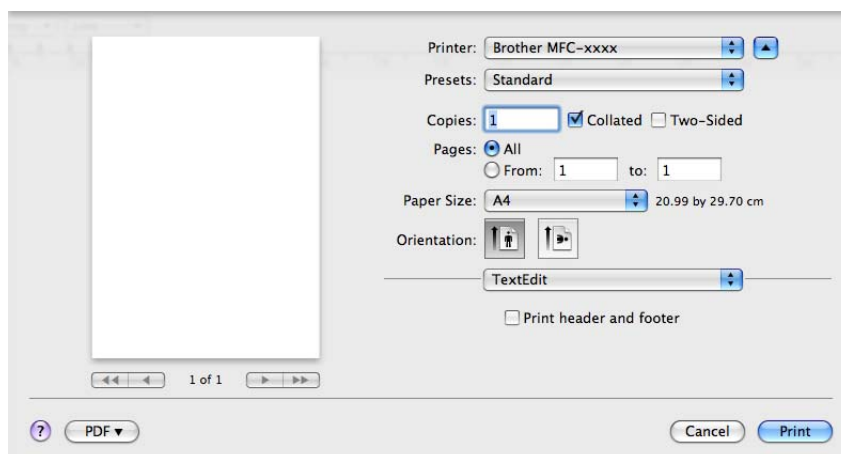 Printer: Brother MFC-xxxx
Presets: Standard
Copies: 1 Collated Two-Sided
Pages: All
From: 1 to: 1
Paper Size: A4 20.99 by 29.70 cm
Orientation:
TextEdit
Print header and footer
1 of 1
? PDF Cancel Print